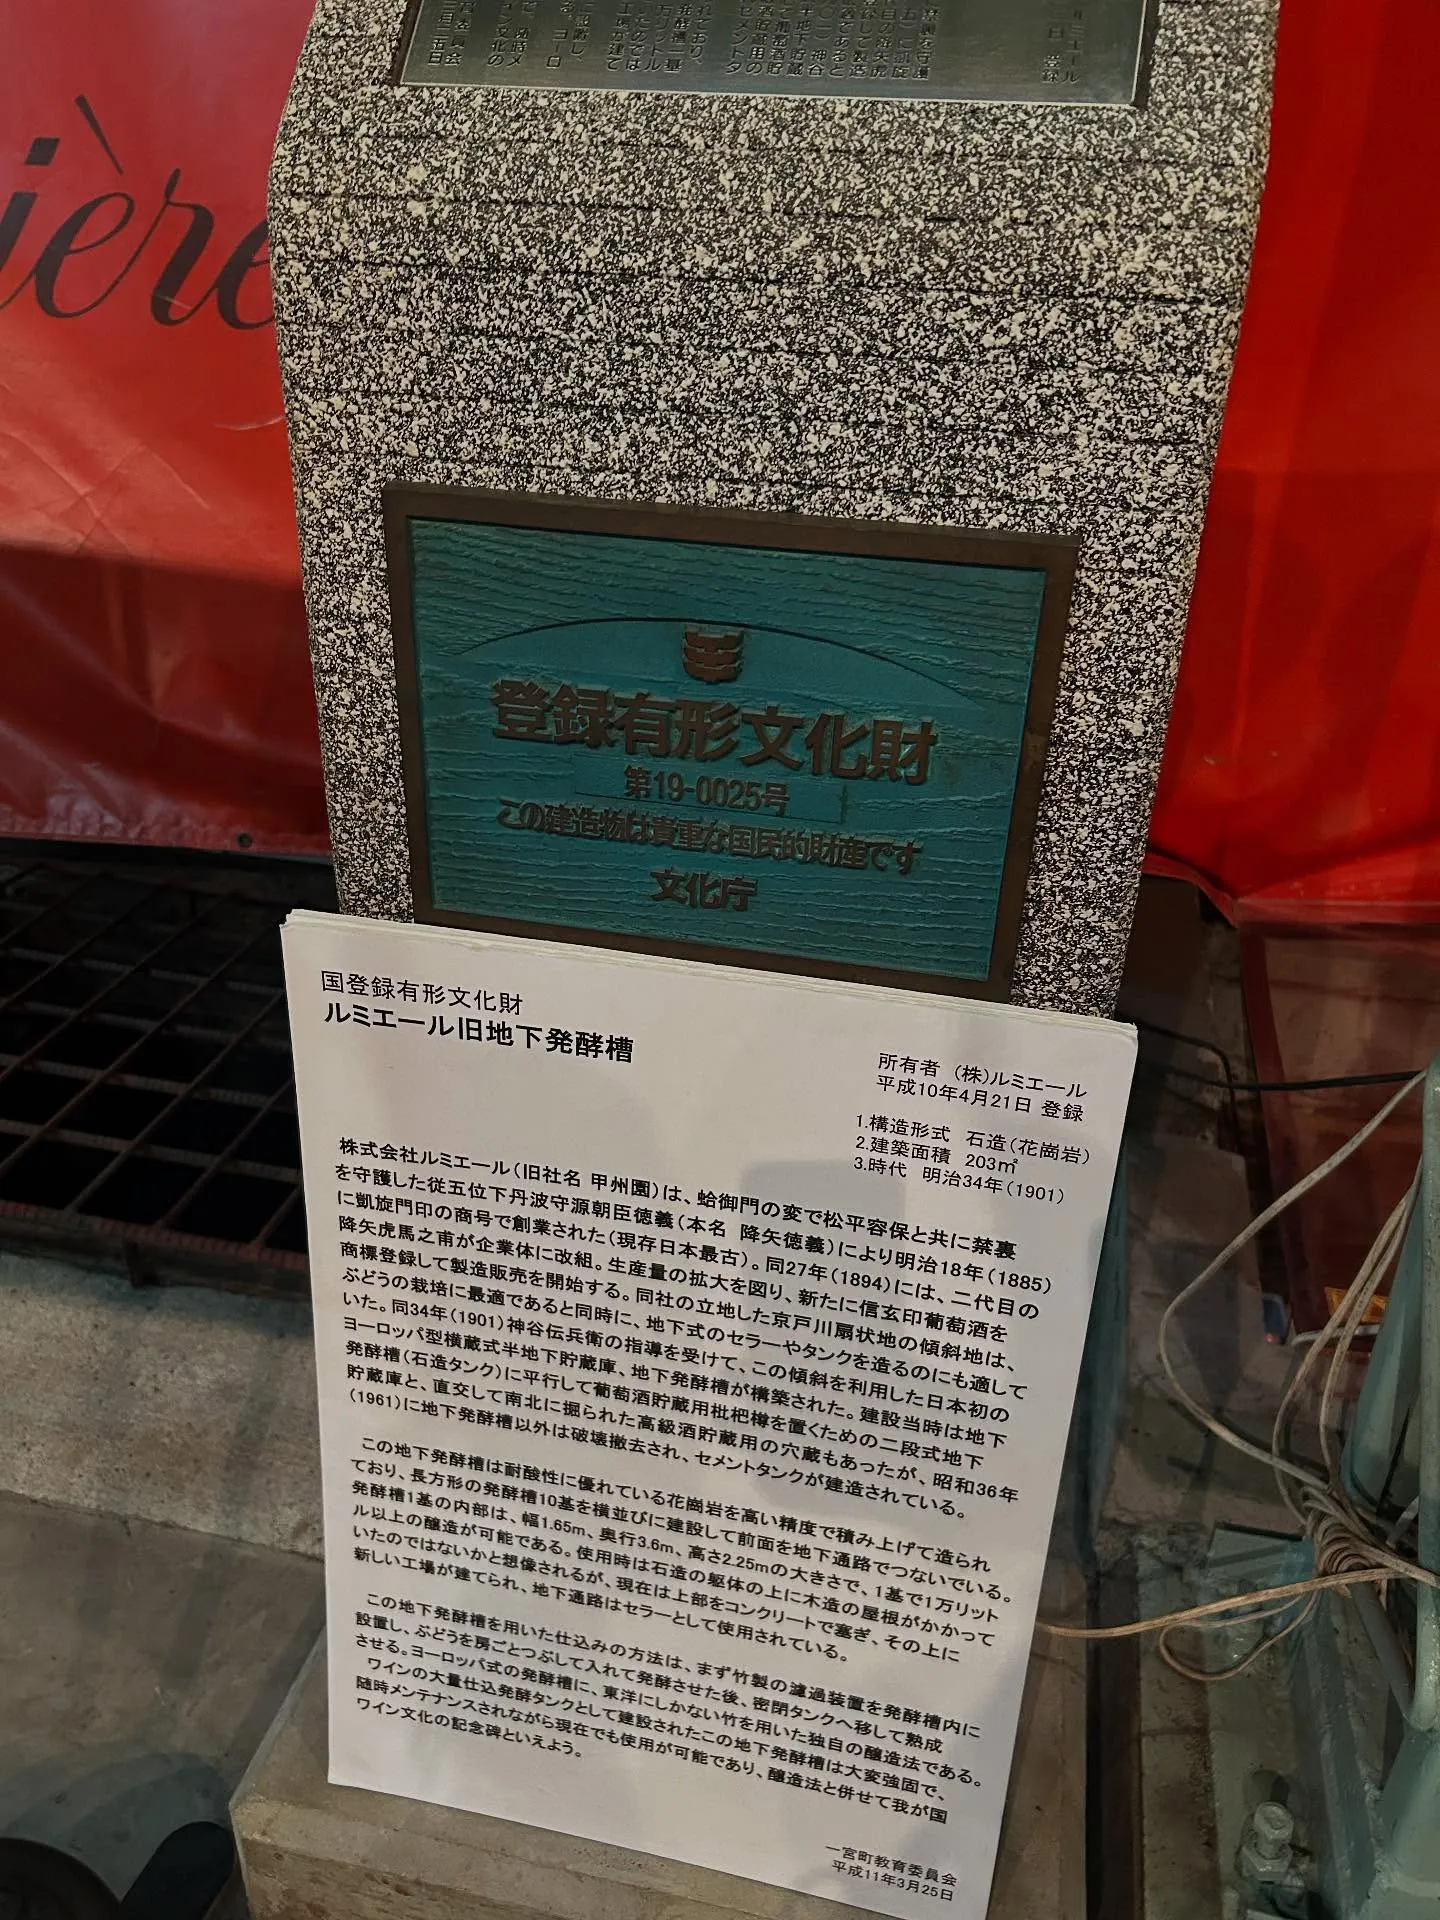 ière
登録有形文化財
第19-0025号
この建造物は貴重な国民的財産です
文化庁
国登録有形文化財
ルミエール旧地下発酵槽
所有者 (株)ルミエール
平成10年4月21日 登録
1.構造形式 石造(花崗岩)
2.建築面積 203㎡
3.時代 明治34年(1901)
株式会社ルミエール(旧社名 甲州園)は、蛤御門の変で松平容保と共に禁裏
を守護した従五位下丹波守源朝臣徳義(本名 降矢徳義)により明治18年(1885)
に凱旋門印の商号で創業された(現存日本最古)。同27年(1894)には、二代目の
降矢虎馬之甫が企業体に改組。生産量の拡大を図り、新たに信玄印葡萄酒を
商標登録して製造販売を開始する。同社の立地した京戸川扇状地の傾斜地は、
ぶどうの栽培に最適であると同時に、地下式のセラーやタンクを造るのにも適して
いた。同34年(1901)神谷伝兵衛の指導を受けて、この傾斜を利用した日本初の
ヨーロッパ型横蔵式半地下貯蔵庫、地下発酵槽が構築された。建設当時は地下
発酵槽(石造タンク)に平行して葡萄酒貯蔵用枇杷樽を置くための二段式地下
貯蔵庫と、直交して南北に掘られた高級酒貯蔵用の穴蔵もあったが、昭和36年
(1961)に地下発酵槽以外は破壊撤去され、セメントタンクが建造されている。
この地下発酵槽は耐酸性に優れている花崗岩を高い精度で積み上げて造られ
ており、長方形の発酵槽10基を横並びに建設して前面を地下通路でつないでいる。
発酵槽1基の内部は、幅1.65m、奥行3.6m、高さ2.25mの大きさで、1基で1万リット
ル以上の醸造が可能である。使用時は石造の躯体の上に木造の屋根がかかって
いたのではないかと想像されるが、現在は上部をコンクリートで塞ぎ、その上に
新しい工場が建てられ、地下通路はセラーとして使用されている。
この地下発酵槽を用いた仕込みの方法は、まず竹製の濾過装置を発酵槽内に
設置し、ぶどうを房ごとつぶして入れて発酵させた後、密閉タンクへ移して熟成
させる。ヨーロッパ式の発酵槽に、東洋にしかない竹を用いた独自の醸造法である。
ワインの大量仕込発酵タンクとして建設されたこの地下発酵槽は大変強固で、
随時メンテナンスされながら現在でも使用が可能であり、醸造法と併せて我が国
ワイン文化の記念碑といえよう。
一宮町教育委員会
平成11年3月25日